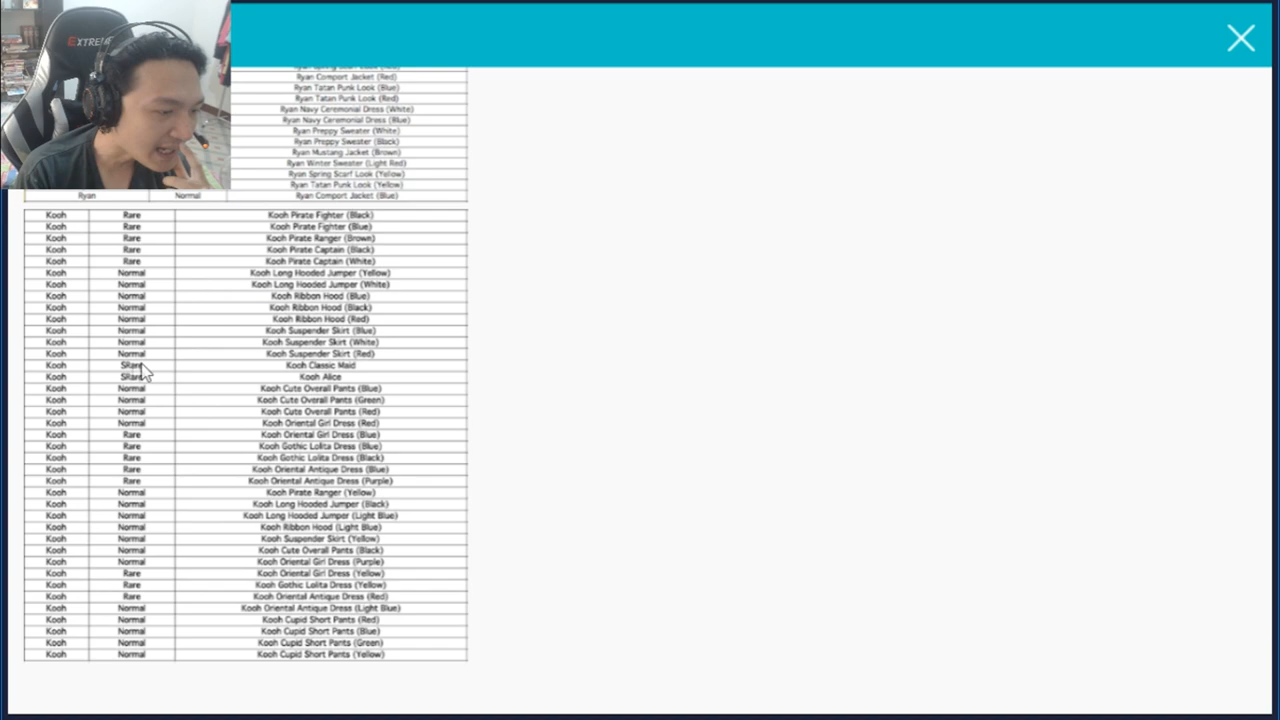 EXTREME
Ryan Comport Jacket (Red)
Ryan Tatan Punk Look (Blue)
Ryan Tatan Punk Look (Red)
Ryan Navy Ceremonial Dress (White)
Ryan Navy Ceremonial Dress (Blue)
Ryan Preppy Sweater (White)
Ryan Preppy Sweater (Black)
Ryan Mustang Jacket (Brown)
Ryan Winter Sweater (Light Red)
Ryan Spring Scarf Look (Yellow)
Ryan Tatan Punk Look (Yellow)
Ryan Normal Ryan Comport Jacket (Blue)
Kooh Rare Kooh Pirate Fighter (Black)
Kooh Rare Kooh Pirate Fighter (Blue)
Kooh Rare Kooh Pirate Ranger (Brown)
Kooh Rare Kooh Pirate Captain (Black)
Kooh Rare Kooh Pirate Captain (White)
Kooh Normal Kooh Long Hooded Jumper (Yellow)
Kooh Normal Kooh Long Hooded Jumper (White)
Kooh Normal Kooh Ribbon Hood (Blue)
Kooh Normal Kooh Ribbon Hood (Black)
Kooh Normal Kooh Ribbon Hood (Red)
Kooh Normal Kooh Suspender Skirt (Blue)
Kooh Normal Kooh Suspender Skirt (White)
Kooh Normal Kooh Suspender Skirt (Red)
Kooh SRare Kooh Classic Maid
Kooh SRare Kooh Alice
Kooh Normal Kooh Cute Overall Pants (Blue)
Kooh Normal Kooh Cute Overall Pants (Green)
Kooh Normal Kooh Cute Overall Pants (Red)
Kooh Normal Kooh Oriental Girl Dress (Red)
Kooh Rare Kooh Oriental Girl Dress (Blue)
Kooh Rare Kooh Gothic Lolita Dress (Blue)
Kooh Rare Kooh Gothic Lolita Dress (Black)
Kooh Rare Kooh Oriental Antique Dress (Blue)
Kooh Rare Kooh Oriental Antique Dress (Purple)
Kooh Normal Kooh Pirate Ranger (Yellow)
Kooh Normal Kooh Long Hooded Jumper (Black)
Kooh Normal Kooh Long Hooded Jumper (Light Blue)
Kooh Normal Kooh Ribbon Hood (Light Blue)
Kooh Normal Kooh Suspender Skirt (Yellow)
Kooh Normal Kooh Cute Overall Pants (Black)
Kooh Normal Kooh Oriental Girl Dress (Purple)
Kooh Rare Kooh Oriental Girl Dress (Yellow)
Kooh Rare Kooh Gothic Lolita Dress (Yellow)
Kooh Rare Kooh Oriental Antique Dress (Red)
Kooh Normal Kooh Oriental Antique Dress (Light Blue)
Kooh Normal Kooh Cupid Short Pants (Red)
Kooh Normal Kooh Cupid Short Pants (Blue)
Kooh Normal Kooh Cupid Short Pants (Green)
Kooh Normal Kooh Cupid Short Pants (Yellow)